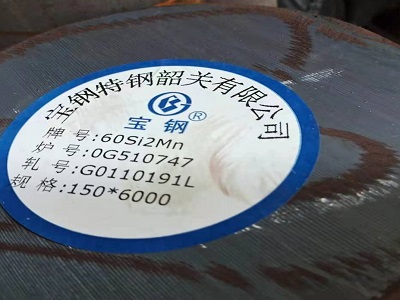 宝钢特钢韶关有限公司
宝钢®
牌号:60Si2Mn
炉号:0G510747
轧号:G0110191L
规格:150*6000